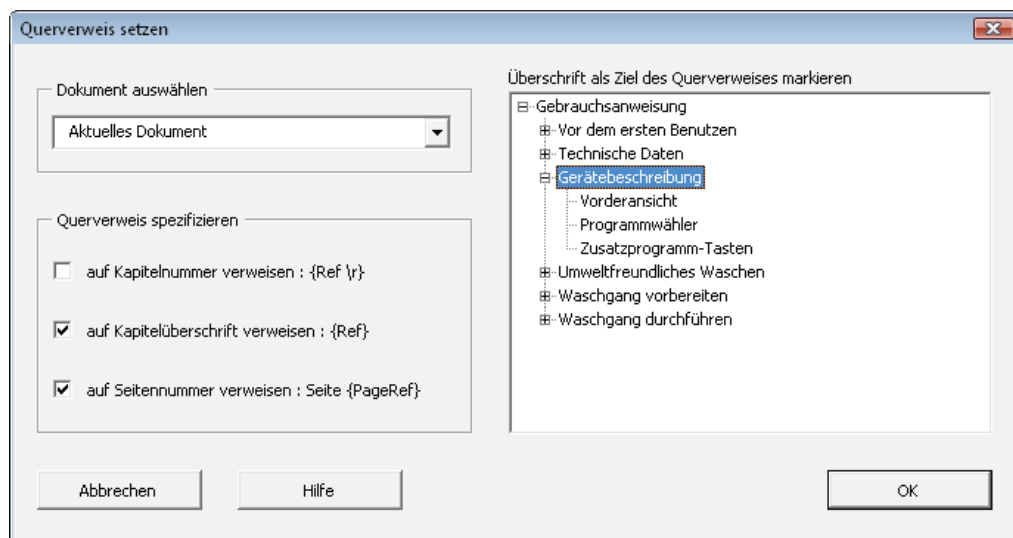 Querverweis setzen
Dokument auswählen
Aktuelles Dokument
Querverweis spezifizieren
auf Kapitelnummer verweisen : {Ref \r}
auf Kapitelüberschrift verweisen : {Ref}
auf Seitennummer verweisen : Seite {PageRef}
Überschrift als Ziel des Querverweises markieren
Gebrauchsanweisung
Vor dem ersten Benutzen
Technische Daten
Gerätebeschreibung
Vorderansicht
Programmwähler
Zusatzprogramm-Tasten
Umweltfreundliches Waschen
Waschgang vorbereiten
Waschgang durchführen
Abbrechen
Hilfe
OK